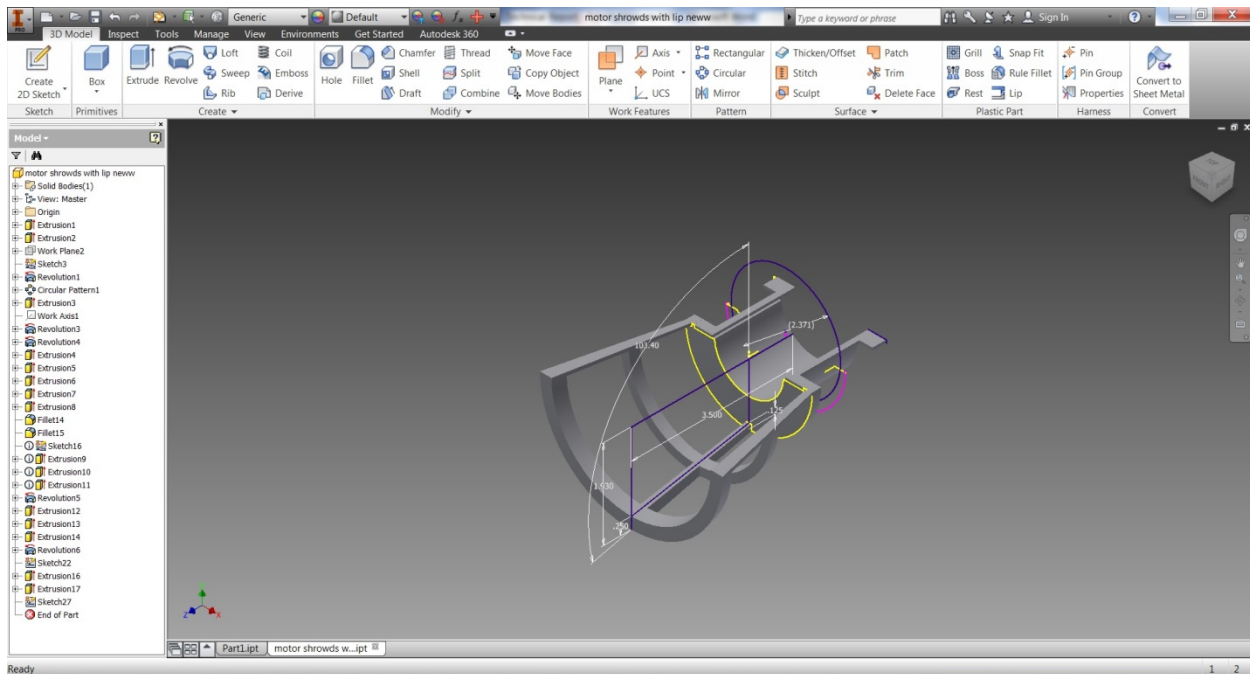 PRO
Generic
Default
motor shrowds with lip neww
Type a keyword or phrase
Sign In
3D Model Inspect Tools Manage View Environments Get Started Autodesk 360
Create
2D Sketch
Box
Extrude
Revolve
Loft
Sweep
Rib
Coil
Emboss
Derive
Hole
Fillet
Chamfer
Shell
Draft
Thread
Split
Combine
Move Face
Copy Object
Move Bodies
Plane
Axis
Point
UCS
Rectangular
Circular
Mirror
Thicken/Offset
Stitch
Sculpt
Patch
Trim
Delete Face
Grill
Boss
Rest
Snap Fit
Rule Fillet
Lip
Pin
Pin Group
Properties
Convert to
Sheet Metal
Sketch Primitives Create Modify Work Features Pattern Surface Plastic Part Harness Convert
Model
motor shrowds with lip neww
Solid Bodies(1)
View: Master
Origin
Extrusion1
Extrusion2
Work Plane2
Sketch3
Revolution1
Circular Pattern1
Extrusion3
Work Axis1
Revolution3
Revolution4
Extrusion4
Extrusion5
Extrusion6
Extrusion7
Extrusion8
Fillet14
Fillet15
Sketch16
Extrusion9
Extrusion10
Extrusion11
Revolution5
Extrusion12
Extrusion13
Extrusion14
Revolution6
Sketch22
Extrusion16
Extrusion17
Sketch27
End of Part
(2.371)
103.40
3.500
.125
1.930
.250
Z
X
Part1.ipt
motor shrowds w...ipt
Ready
1 2